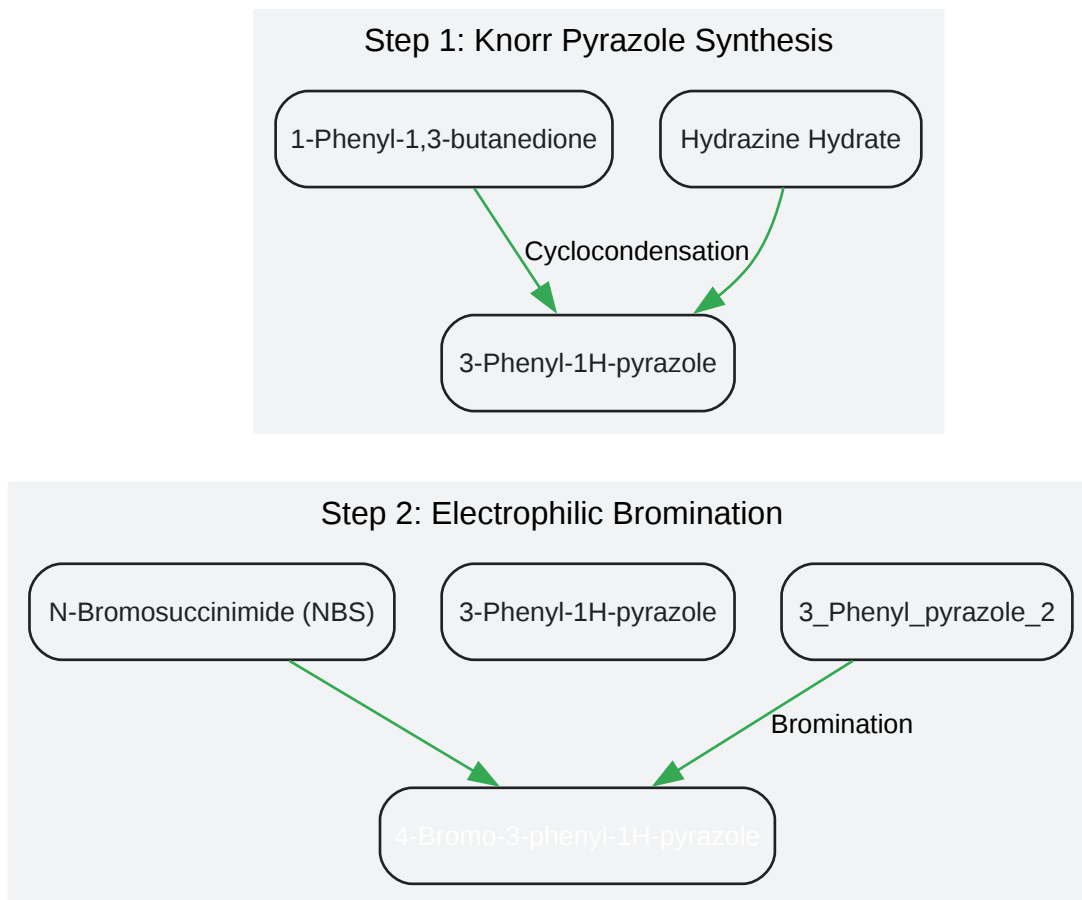 Step 1: Knorr Pyrazole Synthesis
1-Phenyl-1,3-butanedione
Hydrazine Hydrate
Cyclocondensation
3-Phenyl-1H-pyrazole
Step 2: Electrophilic Bromination
N-Bromosuccinimide (NBS)
3-Phenyl-1H-pyrazole
3_Phenyl_pyrazole_2
Bromination
4-Bromo-3-phenyl-1H-pyrazole